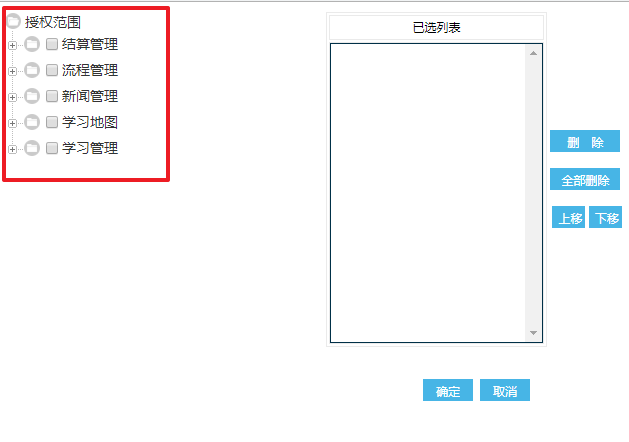 授权范围
结算管理
流程管理
新闻管理
学习地图
学习管理
已选列表
删 除
全部删除
上移 下移
确定 取消